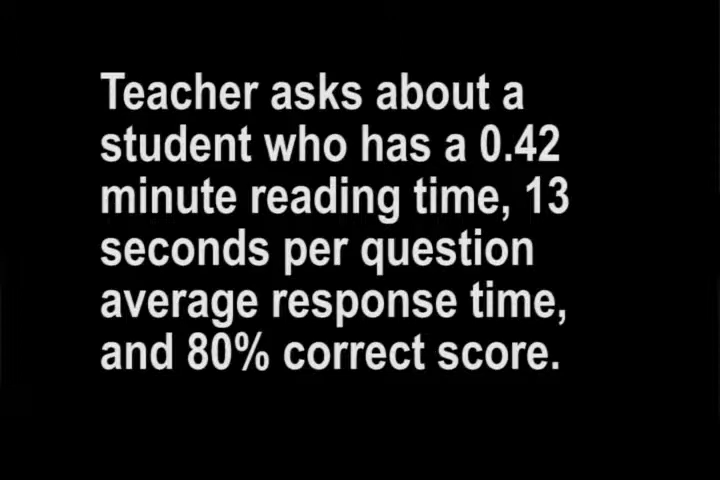 Teacher asks about a
student who has a 0.42
minute reading time, 13
seconds per question
average response time,
and 80% correct score.